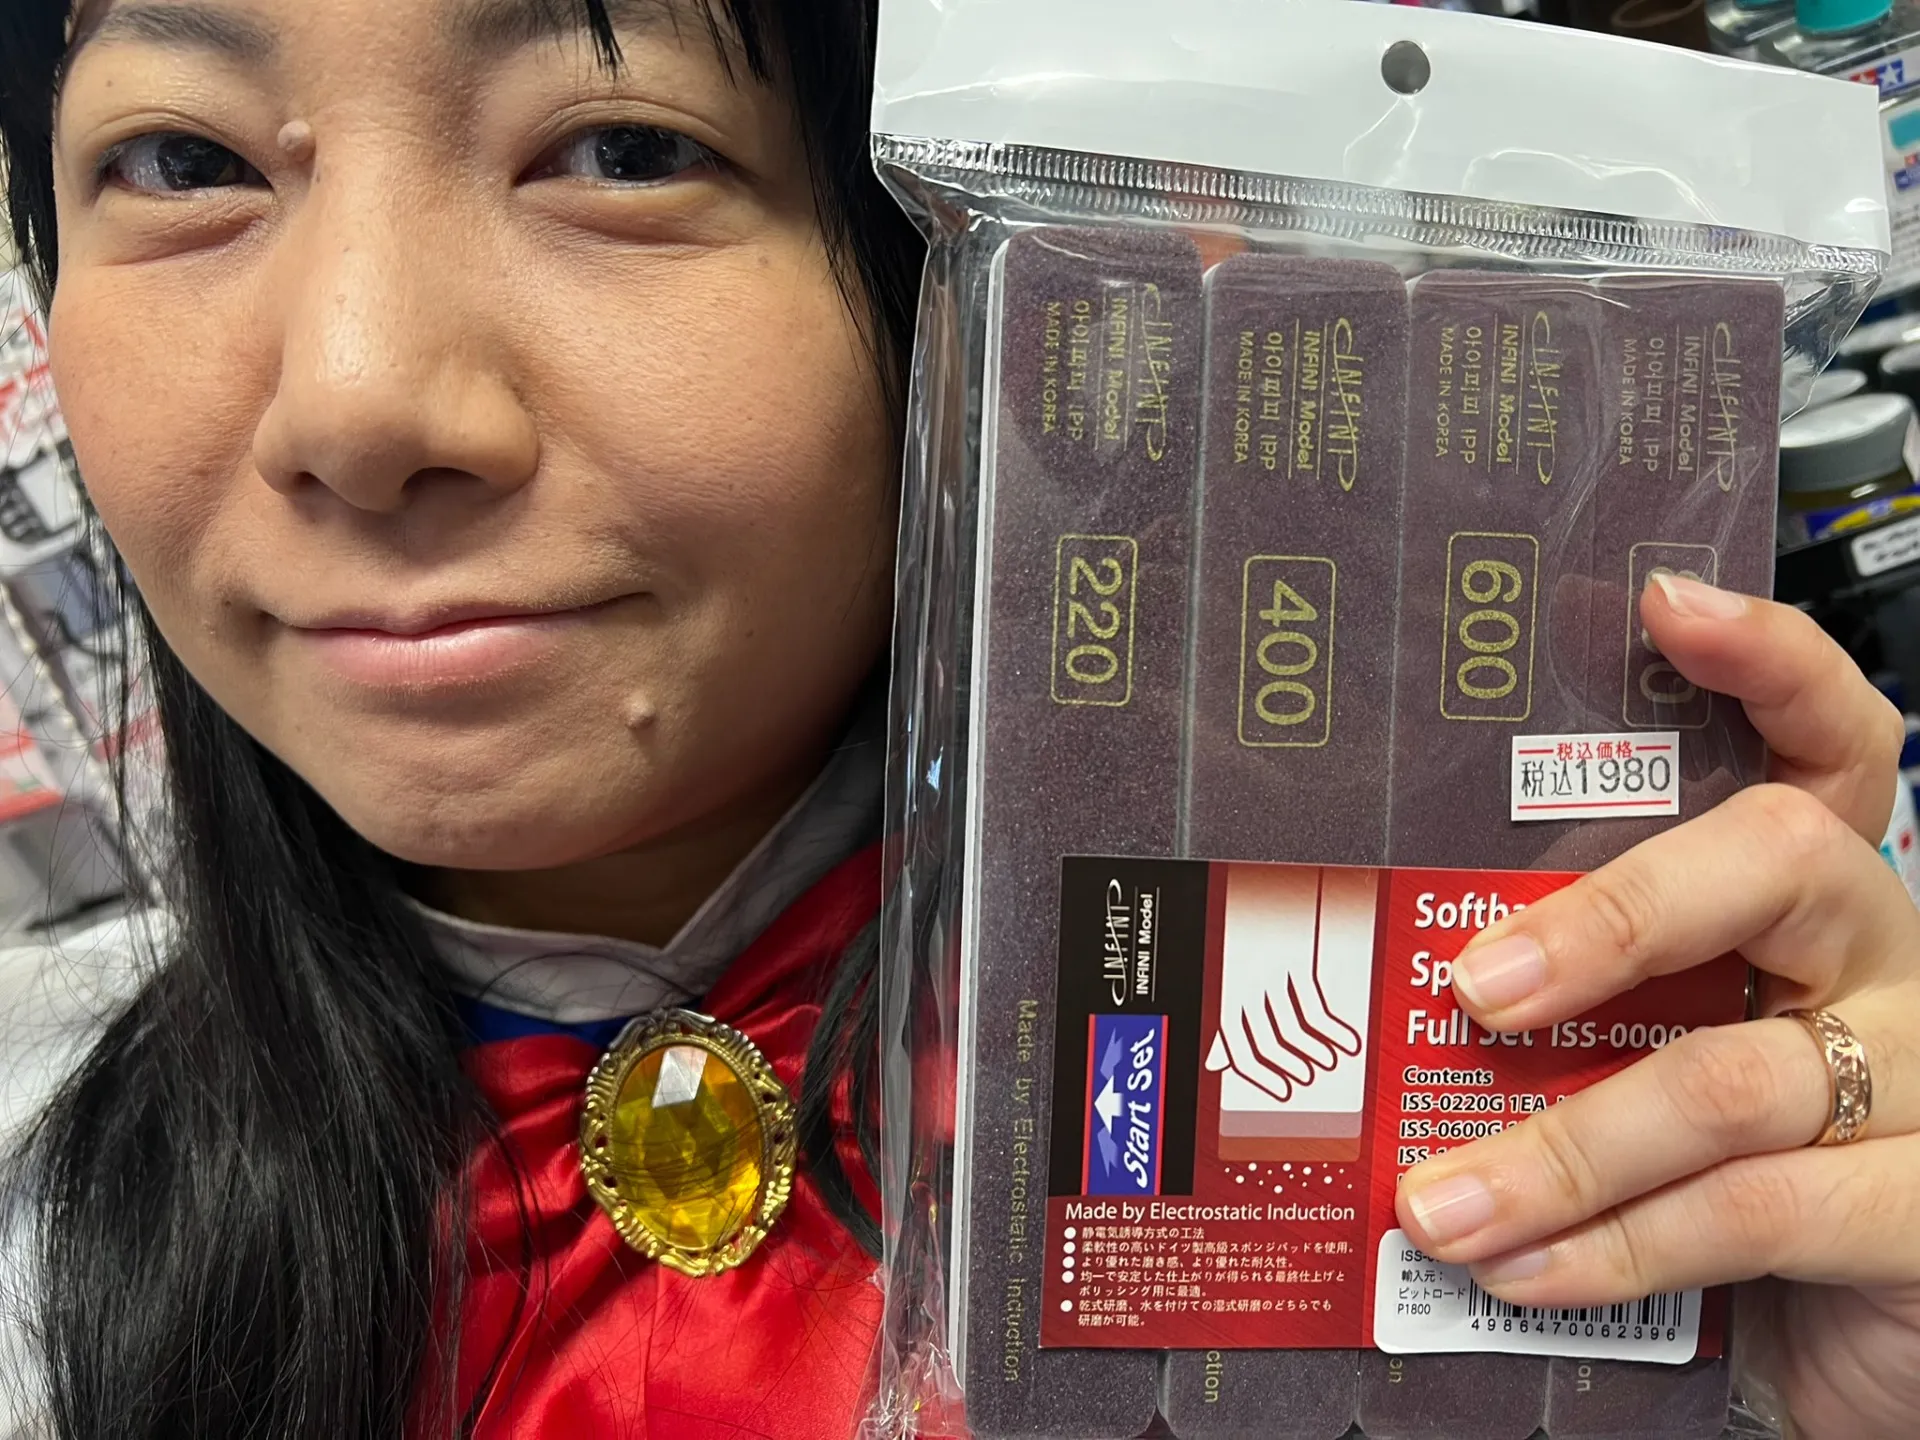 INFINI Model
아이피피 IPP
MADE IN KOREA
220
INFINI Model
아이피피 IPP
MADE IN KOREA
400
INFINI Model
아이피피 IPP
MADE IN KOREA
600
INFINI Model
아이피피 IPP
MADE IN KOREA
税込価格
税込1980
Made by Electrostatic Induction
INFINI
INFINI Model
Start Set
Full Set ISS-0000
Contents
ISS-0220G 1EA
ISS-0600G
Made by Electrostatic Induction
● 静電気誘導方式の工法
● 柔軟性の高いドイツ製高級スポンジパッドを使用。
● より優れた磨き感、より優れた耐久性。
● 均一で安定した仕上がりが得られる最終仕上げと
ポリッシング用に最適。
● 乾式研磨、水を付けての湿式研磨のどちらでも
研磨が可能。
輸入元：
ピットロード
P1800
4986470062396
ction
on
on